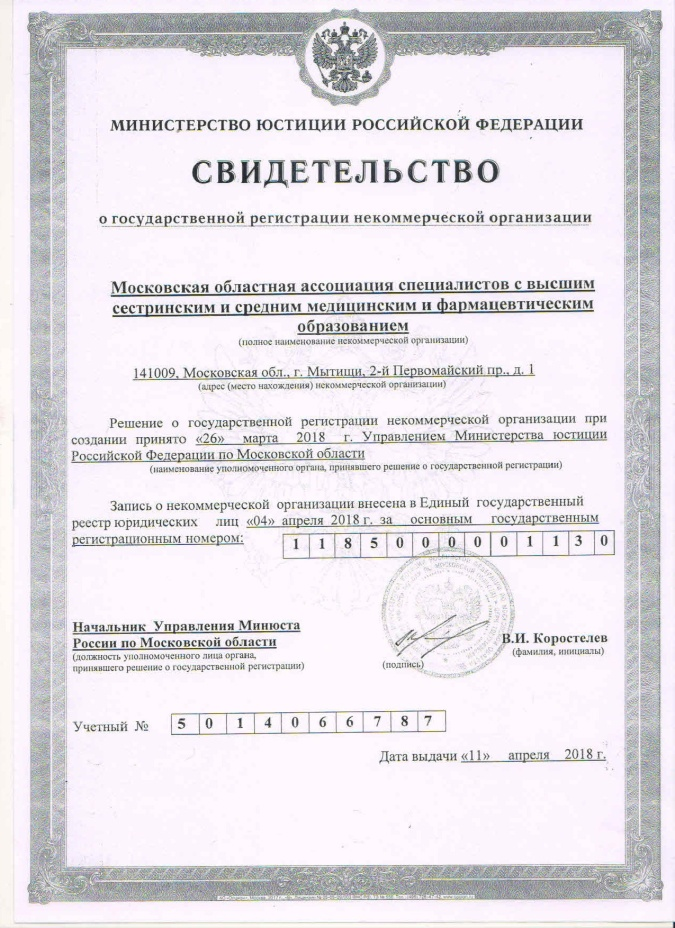 МИНИСТЕРСТВО ЮСТИЦИИ РОССИЙСКОЙ ФЕДЕРАЦИИ
СВИДЕТЕЛЬСТВО
о государственной регистрации некоммерческой организации
Московская областная ассоциация специалистов с высшим
сестринским и средним медицинским и фармацевтическим
образованием
(полное наименование некоммерческой организации)
141009, Московская обл., г. Мытищи, 2-й Первомайский пр., д. 1
(адрес (место нахождения) некоммерческой организации)
Решение о государственной регистрации некоммерческой организации при
создании принято «26» марта 2018 г. Управлением Министерства юстиции
Российской Федерации по Московской области
(наименование уполномоченного органа, принявшего решение о государственной регистрации)
Запись о некоммерческой организации внесена в Единый государственный
реестр юридических лиц «04» апреля 2018 г. за основным государственным
регистрационным номером: 1 1 8 5 0 0 0 0 0 1 1 3 0
Начальник Управления Минюста
России по Московской области
(должность уполномоченного лица органа,
принявшего решение о государственной регистрации)
(подпись)
В.И. Коростелев
(фамилия, инициалы)
Учетный № 5 0 1 4 0 6 6 7 8 7
Дата выдачи «11» апреля 2018 г.